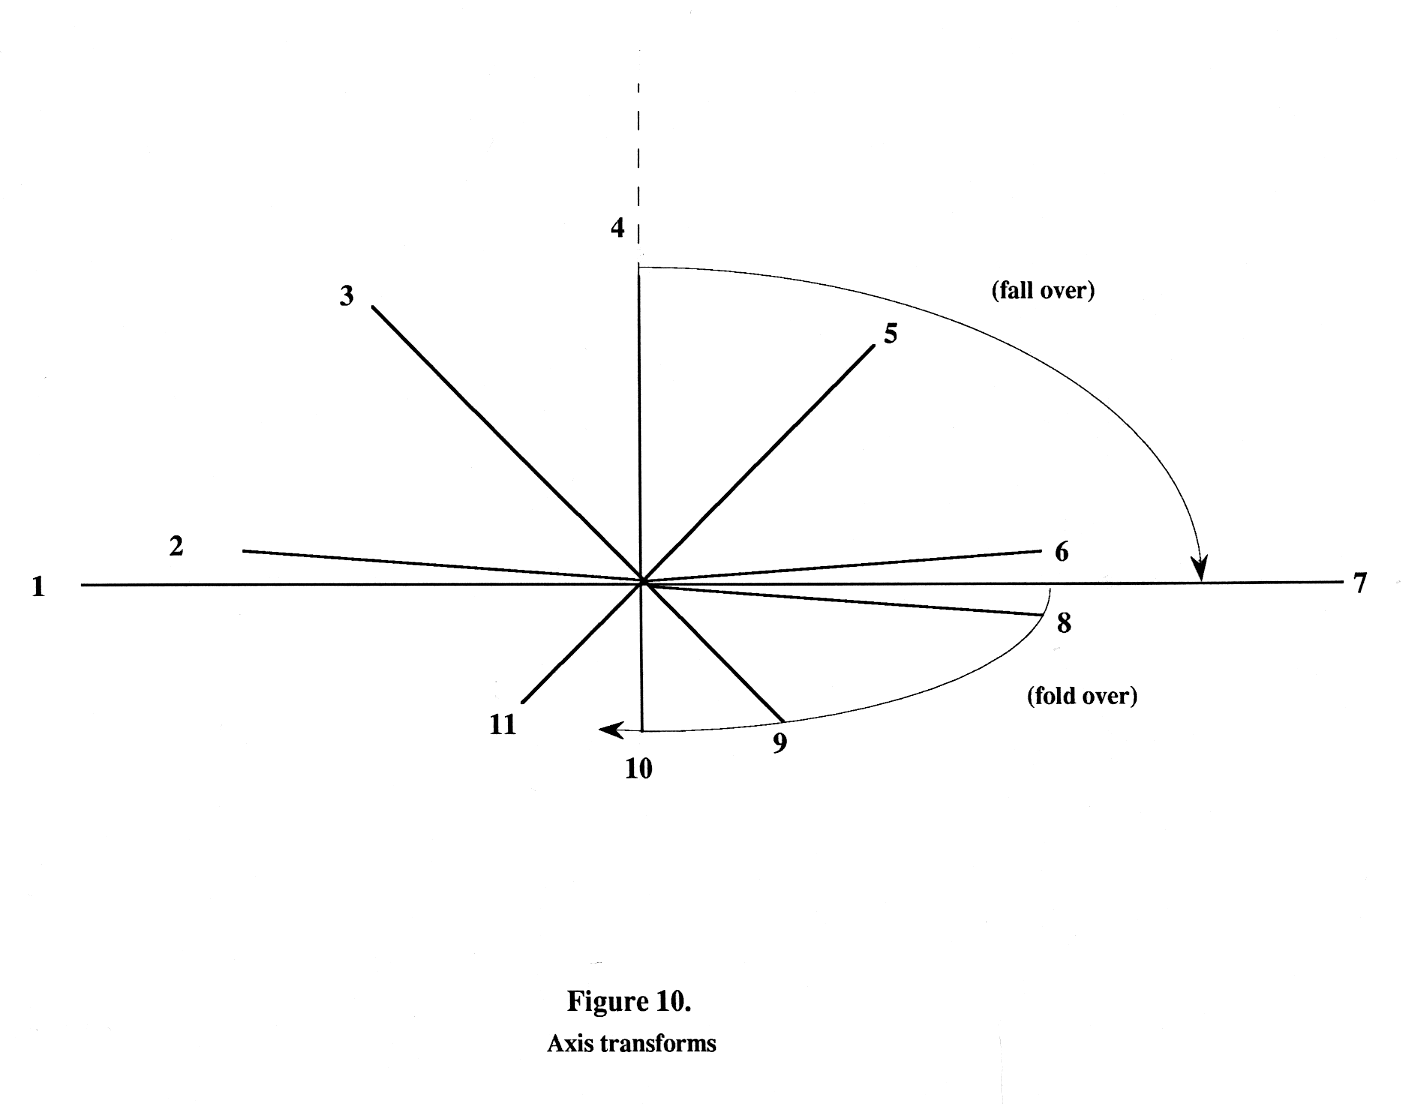 4
(fall over)
3
5
2
6
1
7
8
(fold over)
11
9
10
Figure 10.
Axis transforms